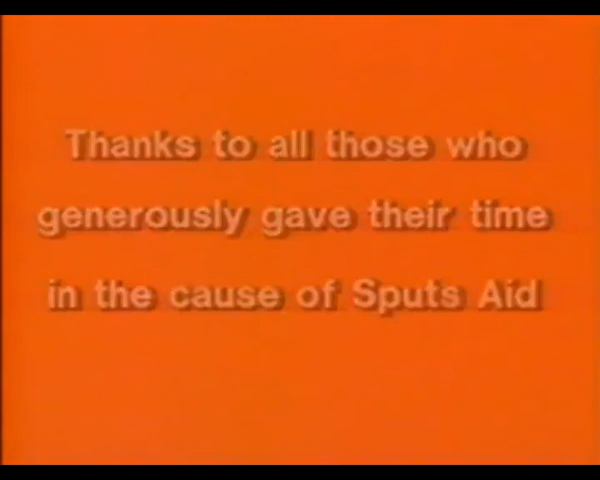 Thanks to all those who
generously gave their time
in the cause of Sputs Aid